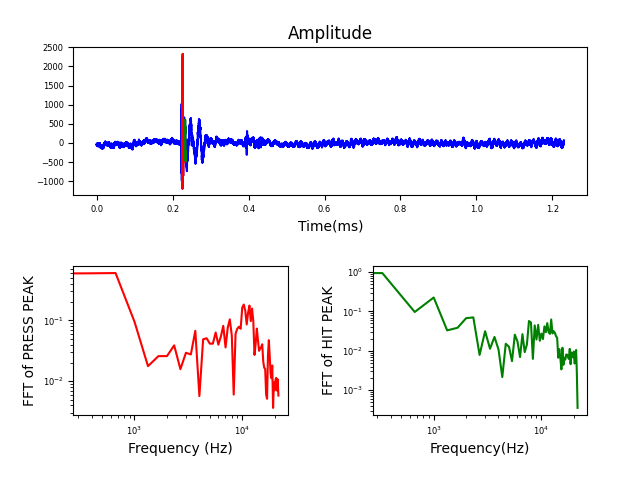 Amplitude
2500
2000
1500
1000
500
0
−500
−1000
0.0 0.2 0.4 0.6 0.8 1.0 1.2
Time(ms)
FFT of PRESS PEAK
10⁻¹
10⁻²
10³ 10⁴
Frequency (Hz)
FFT of HIT PEAK
10⁰
10⁻¹
10⁻²
10⁻³
10³ 10⁴
Frequency(Hz)